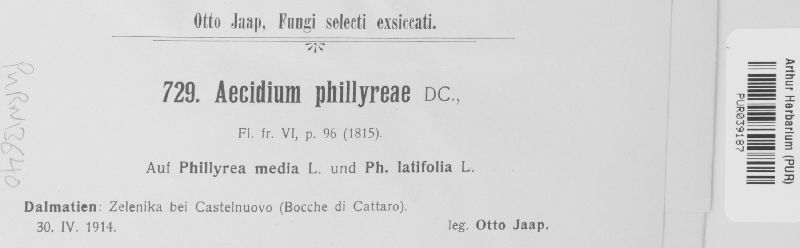 Otto Jaap, Fungi selecti exsiccati.
729. Aecidium phillyreae DC.,
Fl. fr. VI, p. 96 (1815).
Auf Phillyrea media L. und Ph. latifolia L.
Dalmatien: Zelenika bei Castelnuovo (Bocche di Cattaro).
30. IV. 1914.
leg. Otto Jaap.
Arthur Herbarium (PUR)
PUR039187